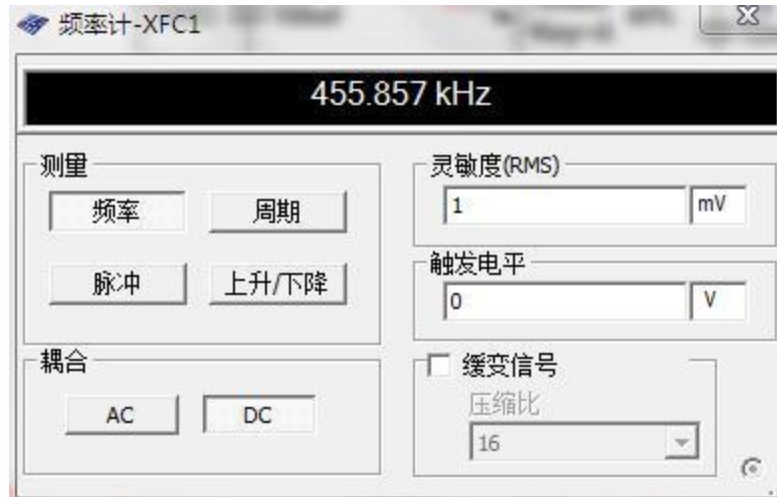 频率计-XFC1
455.857 kHz
测量
频率 周期
脉冲 上升/下降
耦合
AC DC
灵敏度(RMS)
1 mV
触发电平
0 V
缓变信号
压缩比
16